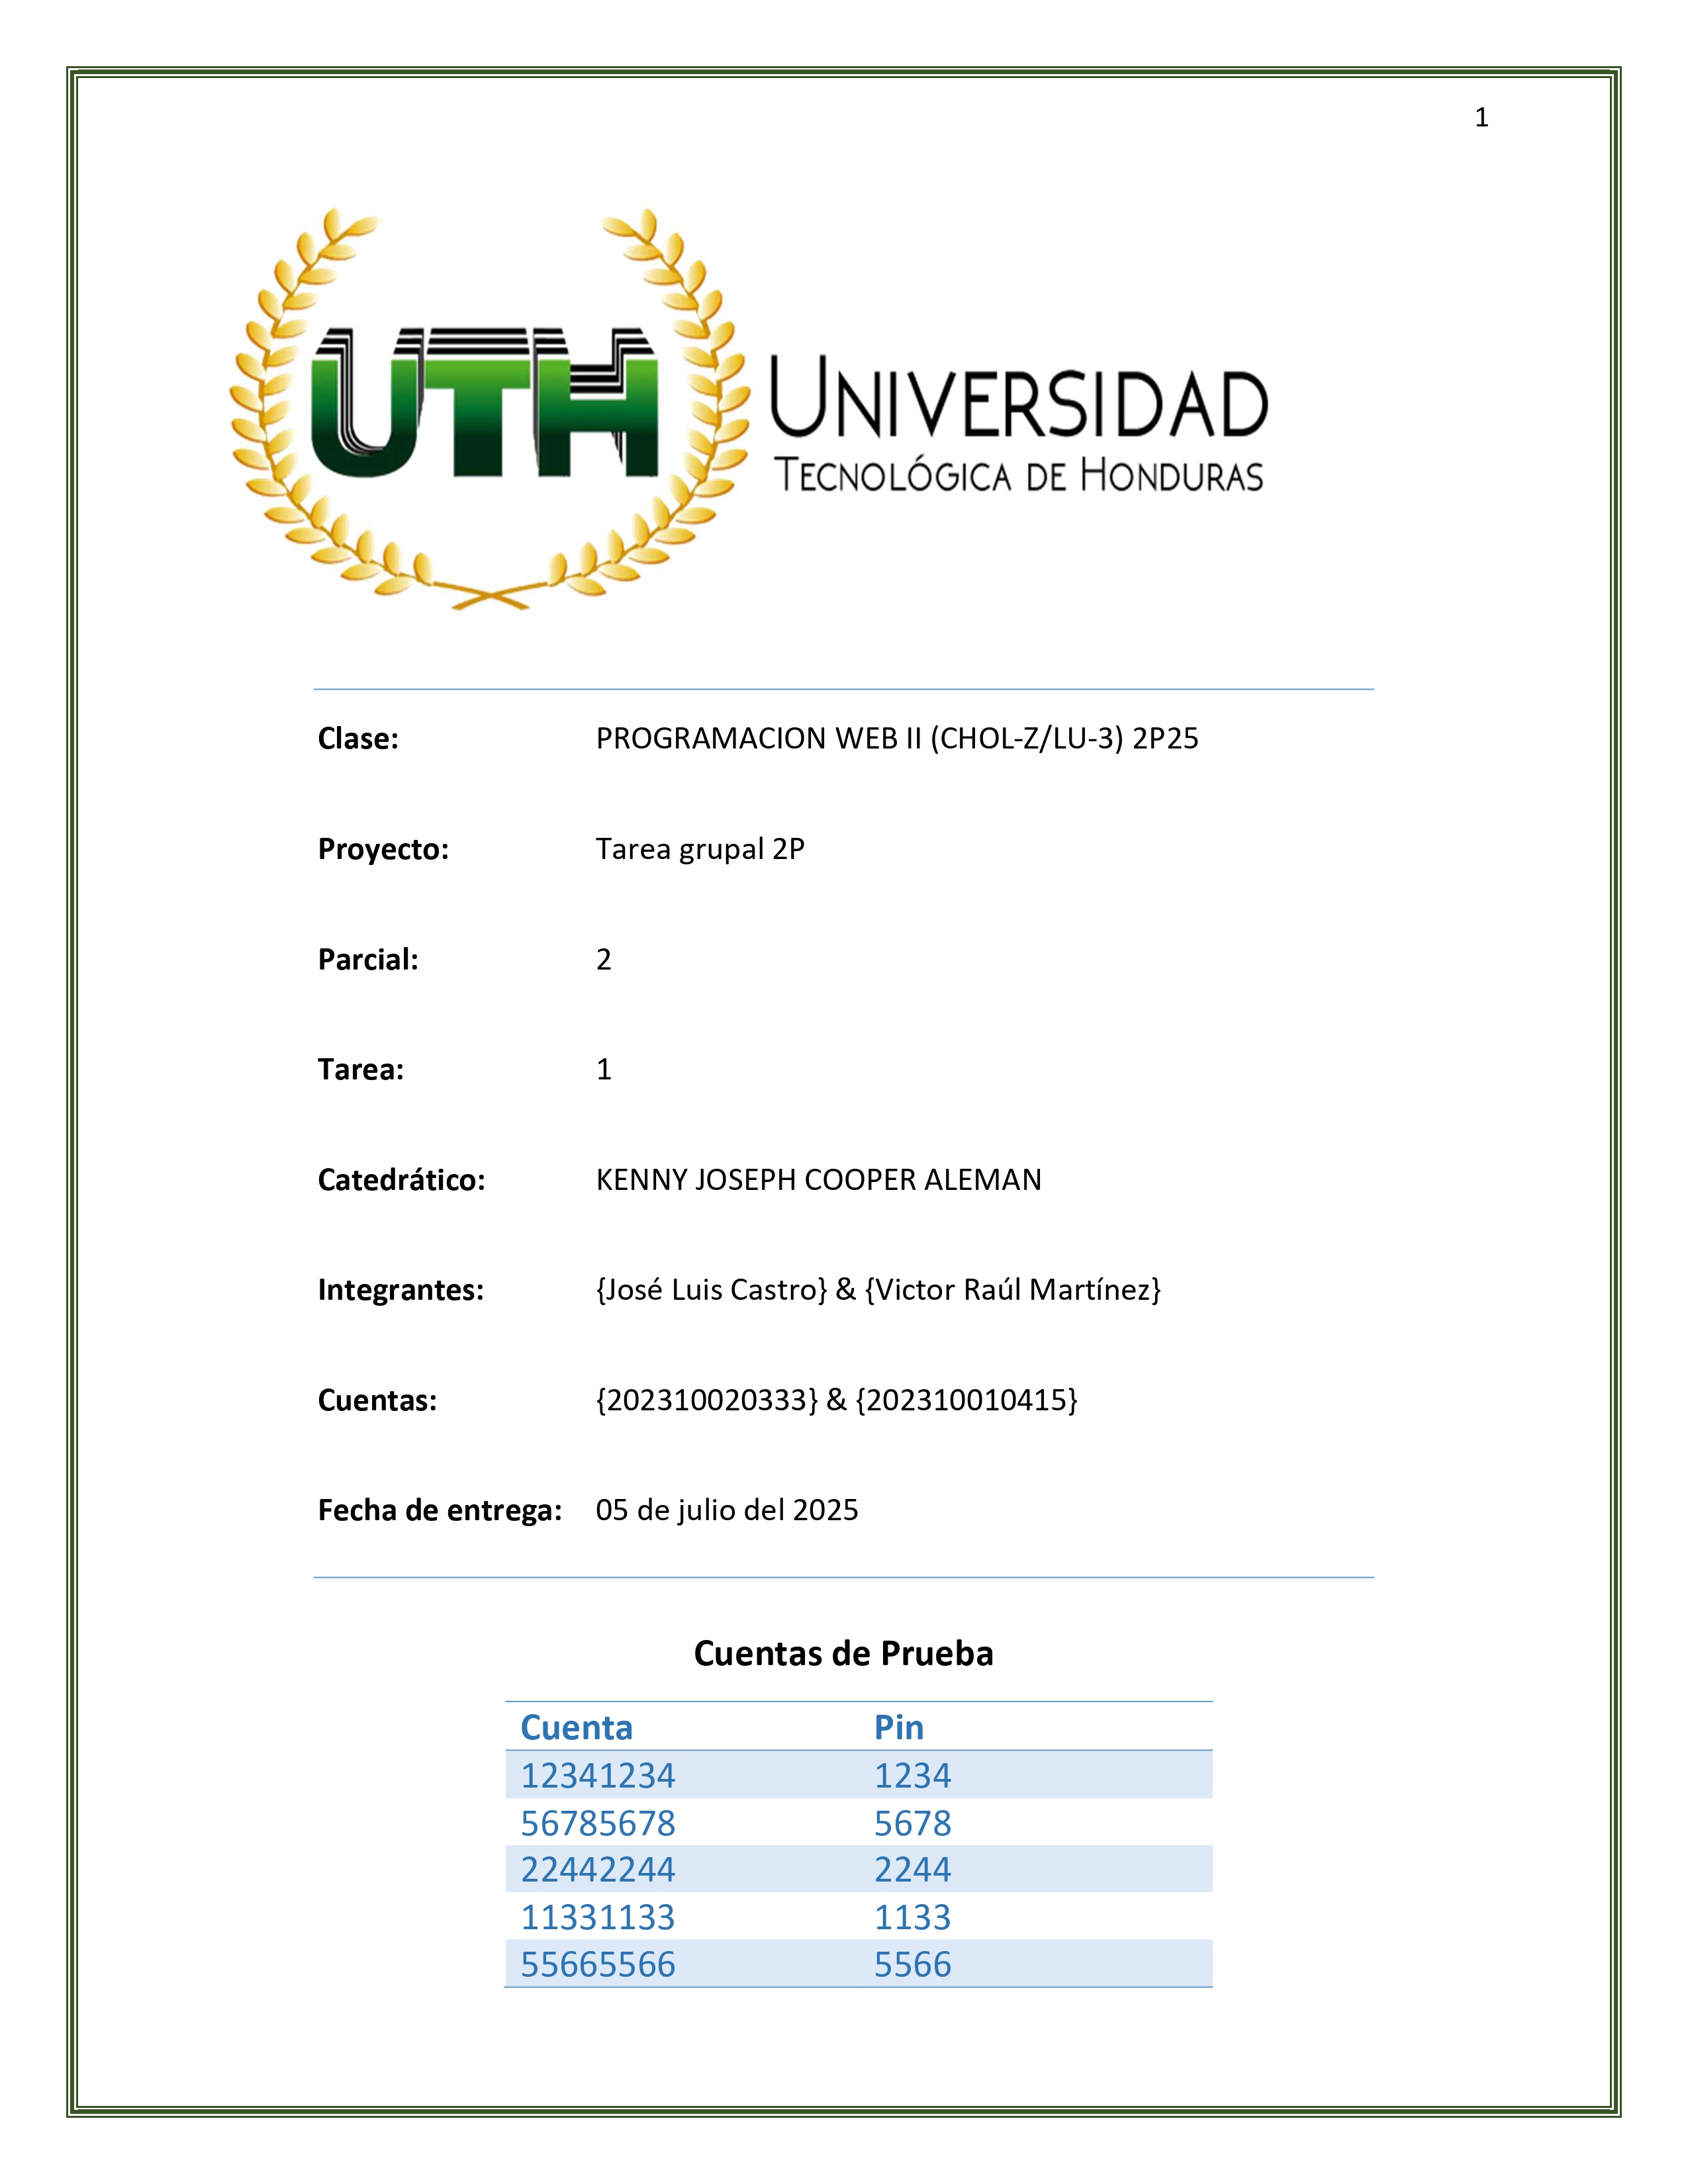 1
UTH
UNIVERSIDAD
TECNOLÓGICA DE HONDURAS
Clase: PROGRAMACION WEB II (CHOL-Z/LU-3) 2P25
Proyecto: Tarea grupal 2P
Parcial: 2
Tarea: 1
Catedrático: KENNY JOSEPH COOPER ALEMAN
Integrantes: {José Luis Castro} & {Victor Raúl Martínez}
Cuentas: {202310020333} & {202310010415}
Fecha de entrega: 05 de julio del 2025
Cuentas de Prueba
Cuenta Pin
12341234 1234
56785678 5678
22442244 2244
11331133 1133
55665566 5566